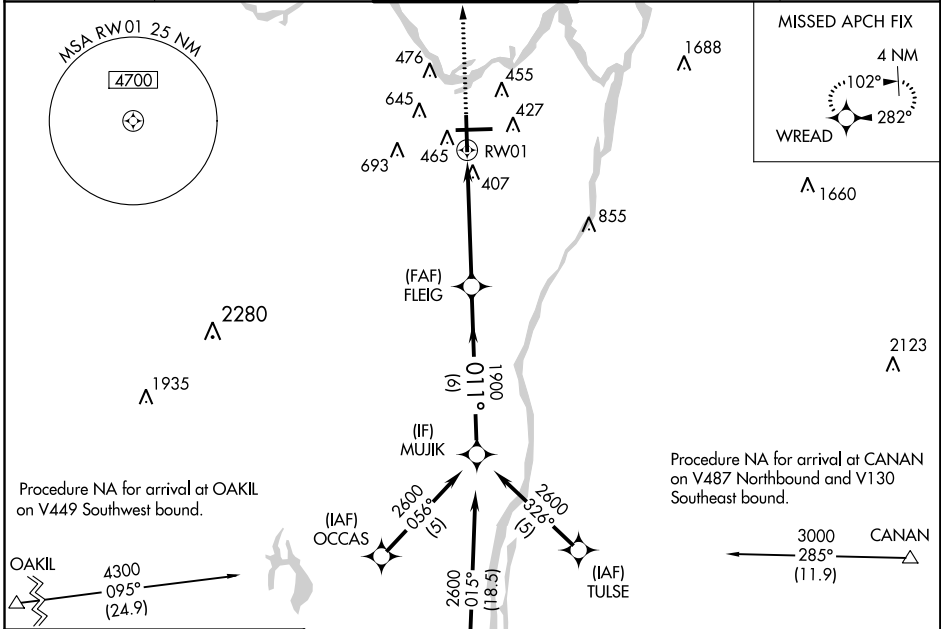 MSA RW01 25 NM
4700
476
455
645
427
465
693
RW01
407
1688
MISSED APCH FIX
4 NM
102°
282°
WREAD
1660
855
(FAF)
FLEIG
2280
1935
2123
1900
011°
(9)
(IF)
MUJIK
Procedure NA for arrival at OAKIL
on V449 Southwest bound.
Procedure NA for arrival at CANAN
on V487 Northbound and V130
Southeast bound.
2600
056°
(5)
2600
326°
(5)
(IAF)
OCCAS
(IAF)
TULSE
2600
015°
(18.5)
OAKIL
4300
095°
(24.9)
3000
285°
(11.9)
CANAN